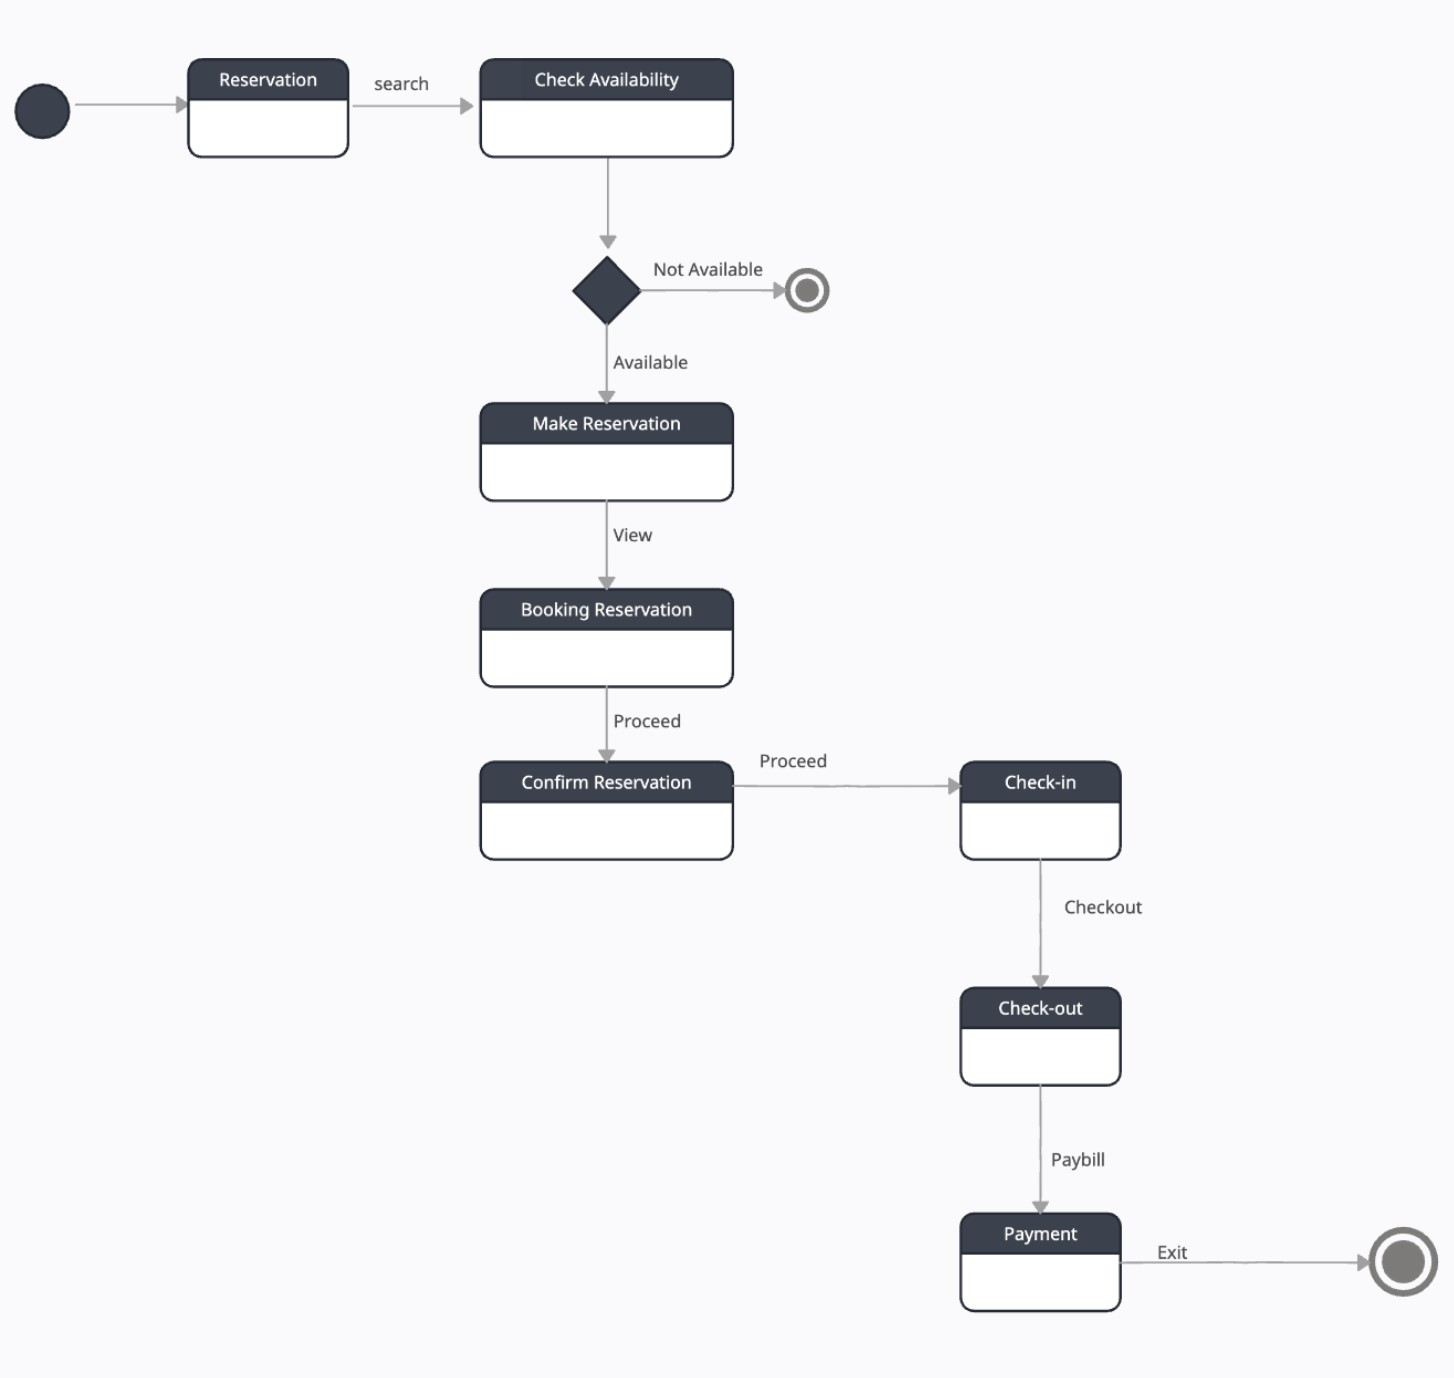 Reservation
search
Check Availability
Not Available
Available
Make Reservation
View
Booking Reservation
Proceed
Confirm Reservation
Proceed
Check-in
Checkout
Check-out
Paybill
Payment
Exit